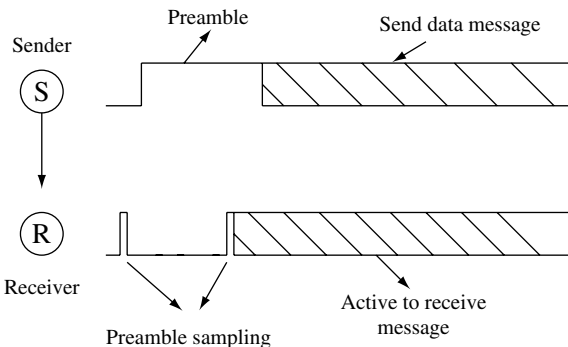 Preamble
Sender
Send data message
S
R
Receiver
Active to receive
message
Preamble sampling